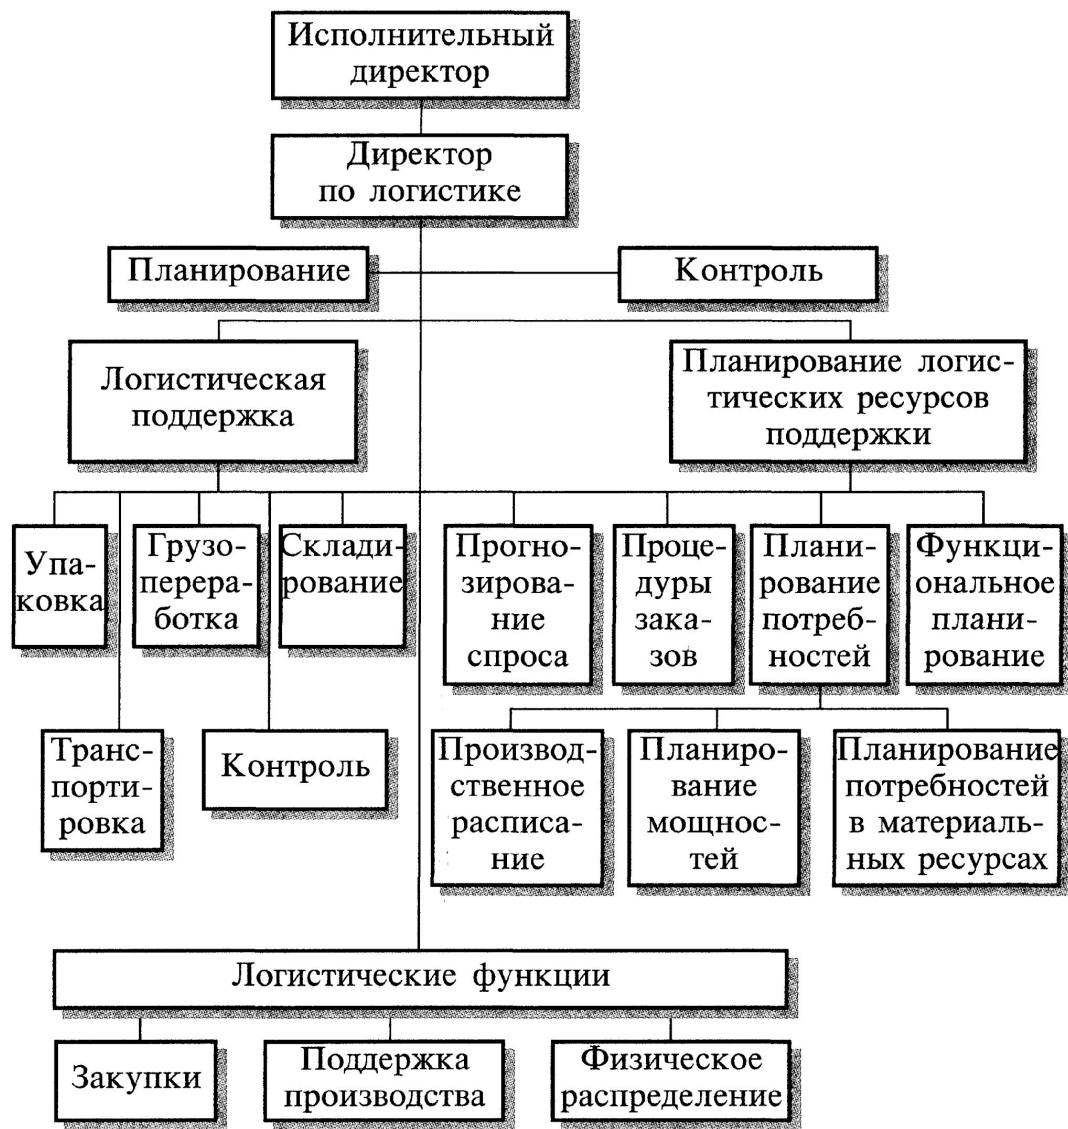 Исполнительный
директор
Директор
по логистике
Планирование
Контроль
Логистическая
поддержка
Планирование логис-
тических ресурсов
поддержки
Упа-
ковка
Грузо-
перера-
ботка
Склади-
рование
Прогно-
зирова-
ние
спроса
Проце-
дуры
зака-
зов
Плани-
рование
потреб-
ностей
Функци-
ональное
плани-
рование
Транс-
порти-
ровка
Контроль
Производ-
ственное
расписа-
ние
Планиро-
вание
мощнос-
тей
Планирование
потребностей
в материаль-
ных ресурсах
Логистические функции
Закупки
Поддержка
производства
Физическое
распределение